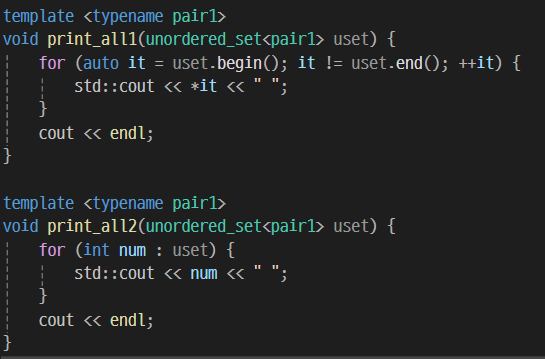 template <typename pair1>
void print_all1(unordered_set<pair1> uset) {
    for (auto it = uset.begin(); it != uset.end(); ++it) {
        std::cout << *it << " ";
    }
    cout << endl;
}

template <typename pair1>
void print_all2(unordered_set<pair1> uset) {
    for (int num : uset) {
        std::cout << num << " ";
    }
    cout << endl;
}